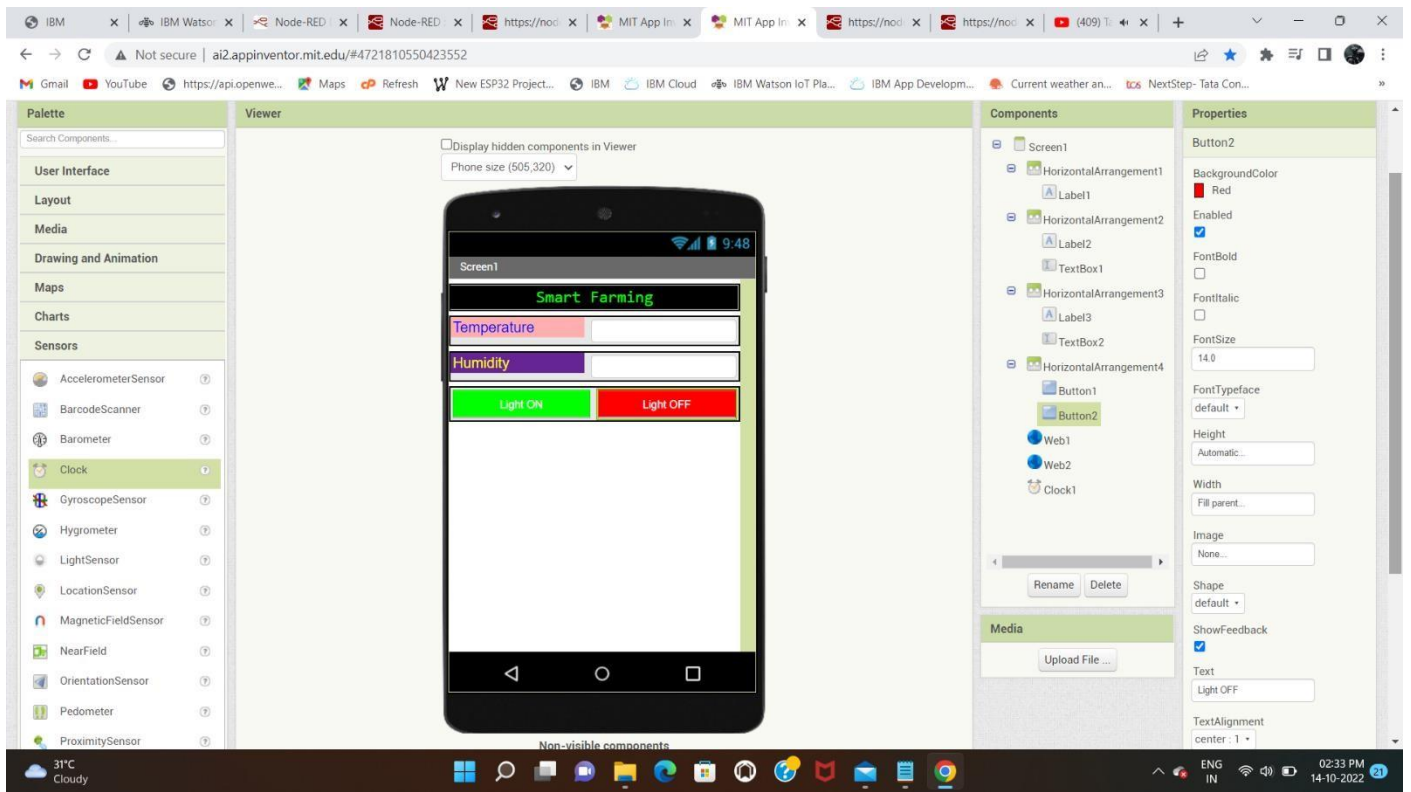 IBM
IBM Watson
Node-RED :
Node-RED
https://nod
MIT App In
MIT App In
https://nod
https://nod
(409) T
Not secure | ai2.appinventor.mit.edu/#4721810550423552
Gmail YouTube https://api.openwe... Maps Refresh New ESP32 Project... IBM IBM Cloud IBM Watson IoT Pla... IBM App Developm... Current weather an... tcs NextStep- Tata Con... »
Palette
Search Components...
User Interface
Layout
Media
Drawing and Animation
Maps
Charts
Sensors
AccelerometerSensor ?
BarcodeScanner ?
Barometer ?
Clock ?
GyroscopeSensor ?
Hygrometer ?
LightSensor ?
LocationSensor ?
MagneticFieldSensor ?
NearField ?
OrientationSensor ?
Pedometer ?
ProximitySensor ?
Viewer
Display hidden components in Viewer
Phone size (505,320)
9:48
Screen1
Smart Farming
Temperature
Humidity
Light ON Light OFF
Non-visible components
Components
Screen1
HorizontalArrangement1
Label1
HorizontalArrangement2
Label2
TextBox1
HorizontalArrangement3
Label3
TextBox2
HorizontalArrangement4
Button1
Button2
Web1
Web2
Clock1
Rename Delete
Media
Upload File ...
Properties
Button2
BackgroundColor
Red
Enabled
FontBold
FontItalic
FontSize
14.0
FontTypeface
default
Height
Automatic...
Width
Fill parent...
Image
None...
Shape
default
ShowFeedback
Text
Light OFF
TextAlignment
center : 1
31°C
Cloudy
ENG
IN
02:33 PM
14-10-2022
21